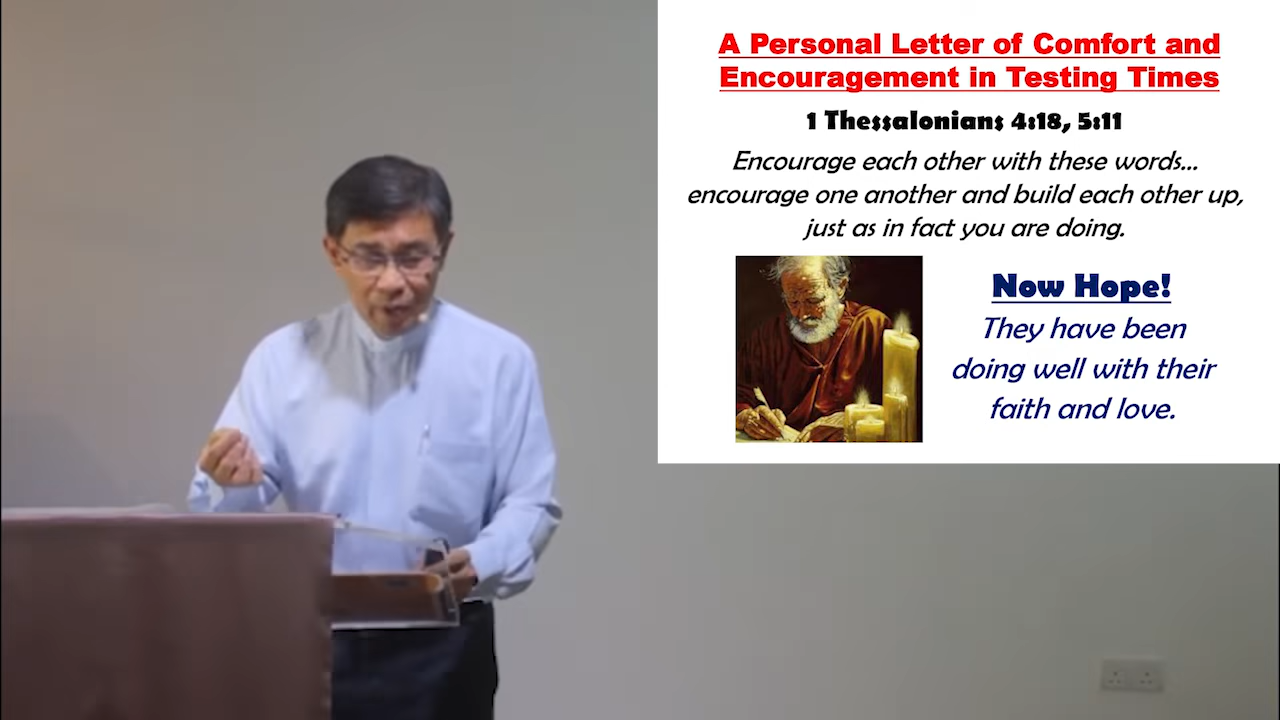 A Personal Letter of Comfort and
Encouragement in Testing Times
1 Thessalonians 4:18, 5:11
Encourage each other with these words...
encourage one another and build each other up,
just as in fact you are doing.
Now Hope!
They have been
doing well with their
faith and love.